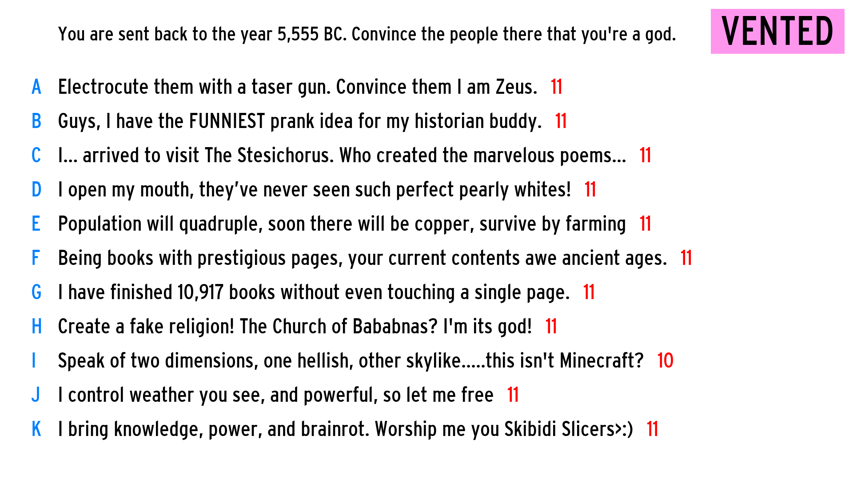 You are sent back to the year 5,555 BC. Convince the people there that you're a god.
VENTED
A Electrocute them with a taser gun. Convince them I am Zeus. 11
B Guys, I have the FUNNIEST prank idea for my historian buddy. 11
C I... arrived to visit The Stesichorus. Who created the marvelous poems... 11
D I open my mouth, they’ve never seen such perfect pearly whites! 11
E Population will quadruple, soon there will be copper, survive by farming 11
F Being books with prestigious pages, your current contents awe ancient ages. 11
G I have finished 10,917 books without even touching a single page. 11
H Create a fake religion! The Church of Bababnas? I'm its god! 11
I Speak of two dimensions, one hellish, other skylike.....this isn't Minecraft? 10
J I control weather you see, and powerful, so let me free 11
K I bring knowledge, power, and brainrot. Worship me you Skibidi Slicers>:) 11